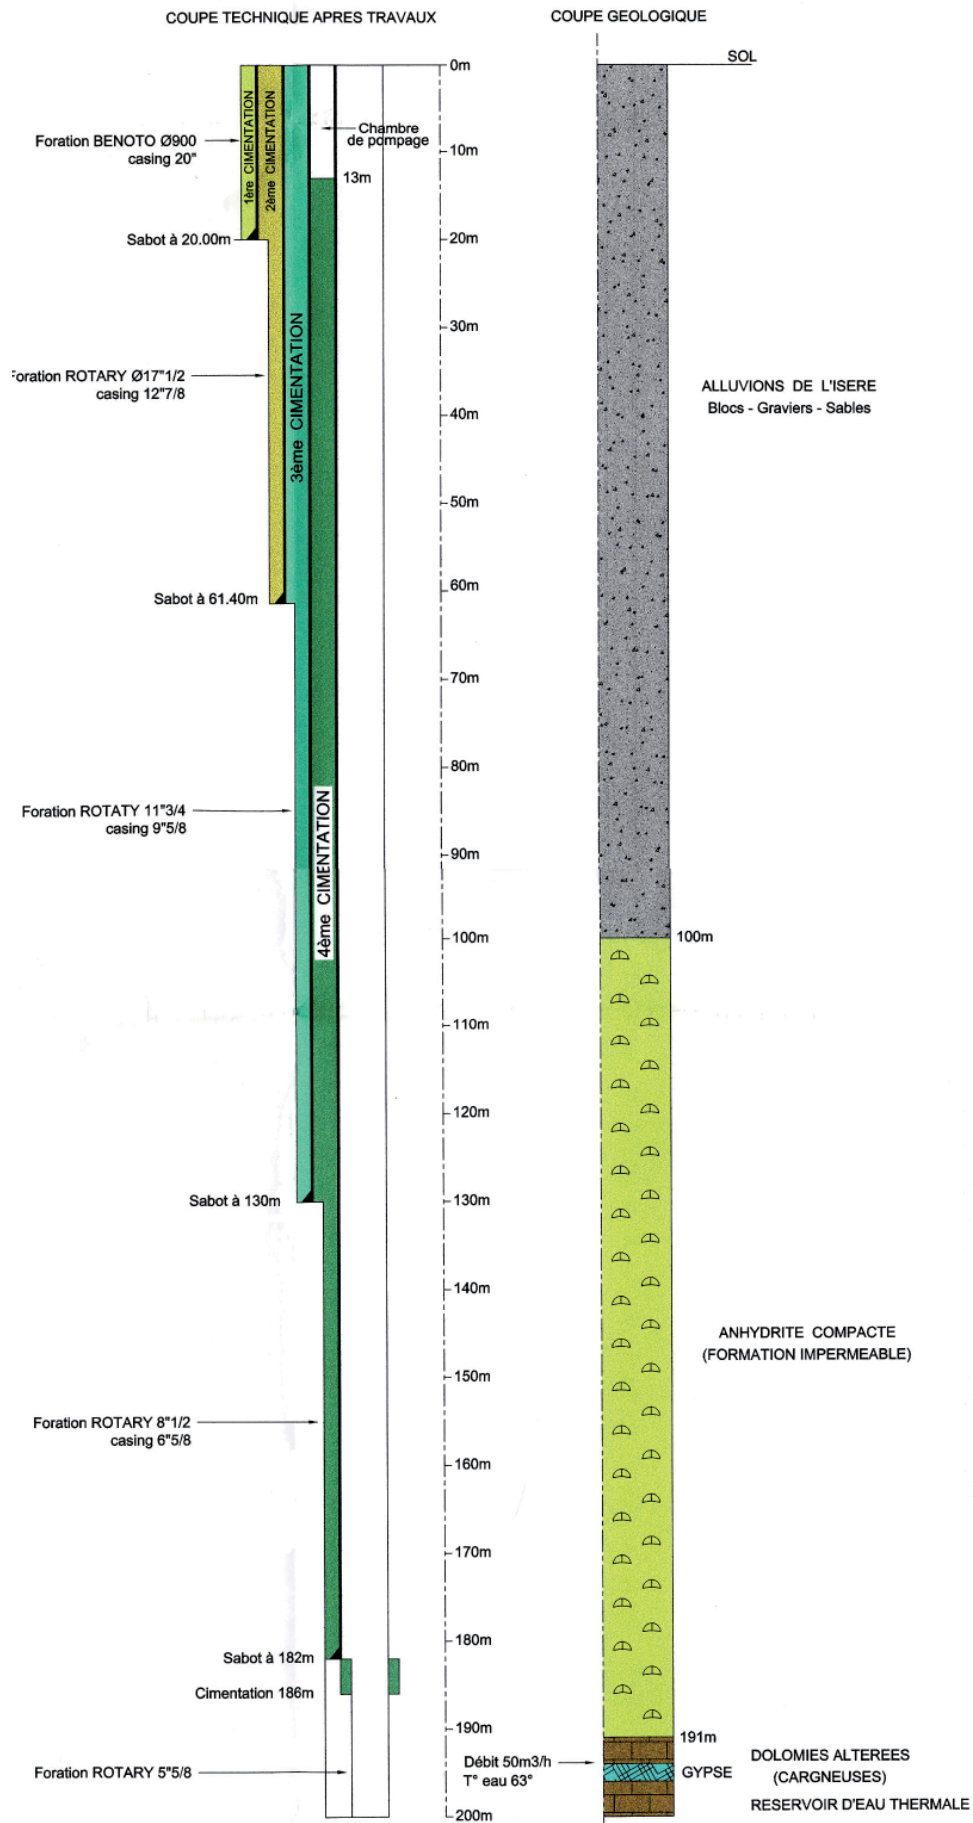 COUPE TECHNIQUE APRES TRAVAUX
COUPE GEOLOGIQUE
SOL
0m
Foration BENOTO Ø900
casing 20"
1ère CIMENTATION
2ème CIMENTATION
Chambre
de pompage
10m
13m
Sabot à 20.00m
20m
30m
3ème CIMENTATION
Foration ROTARY Ø17"1/2
casing 12"7/8
ALLUVIONS DE L'ISERE
Blocs - Graviers - Sables
40m
50m
60m
Sabot à 61.40m
70m
80m
Foration ROTATY 11"3/4
casing 9"5/8
4ème CIMENTATION
90m
100m
100m
110m
120m
Sabot à 130m
130m
140m
ANHYDRITE COMPACTE
(FORMATION IMPERMEABLE)
150m
Foration ROTARY 8"1/2
casing 6"5/8
160m
170m
180m
Sabot à 182m
Cimentation 186m
190m
191m
Débit 50m3/h
T° eau 63°
GYPSE
DOLOMIES ALTEREES
(CARGNEUSES)
Foration ROTARY 5"5/8
RESERVOIR D'EAU THERMALE
200m